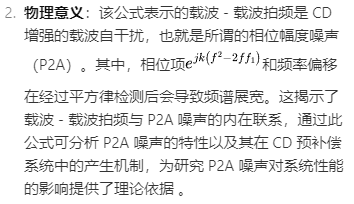 2. 物理意义：该公式表示的载波 - 载波拍频是 CD
增强的载波自干扰，也就是所谓的相位幅度噪声
（P2A）。其中，相位项$e^{jk(f^2-2ff_1)}$和频率偏移
在经过平方律检测后会导致频谱展宽。这揭示了
载波 - 载波拍频与 P2A 噪声的内在联系，通过此
公式可分析 P2A 噪声的特性以及其在 CD 预补偿
系统中的产生机制，为研究 P2A 噪声对系统性能
的影响提供了理论依据 。